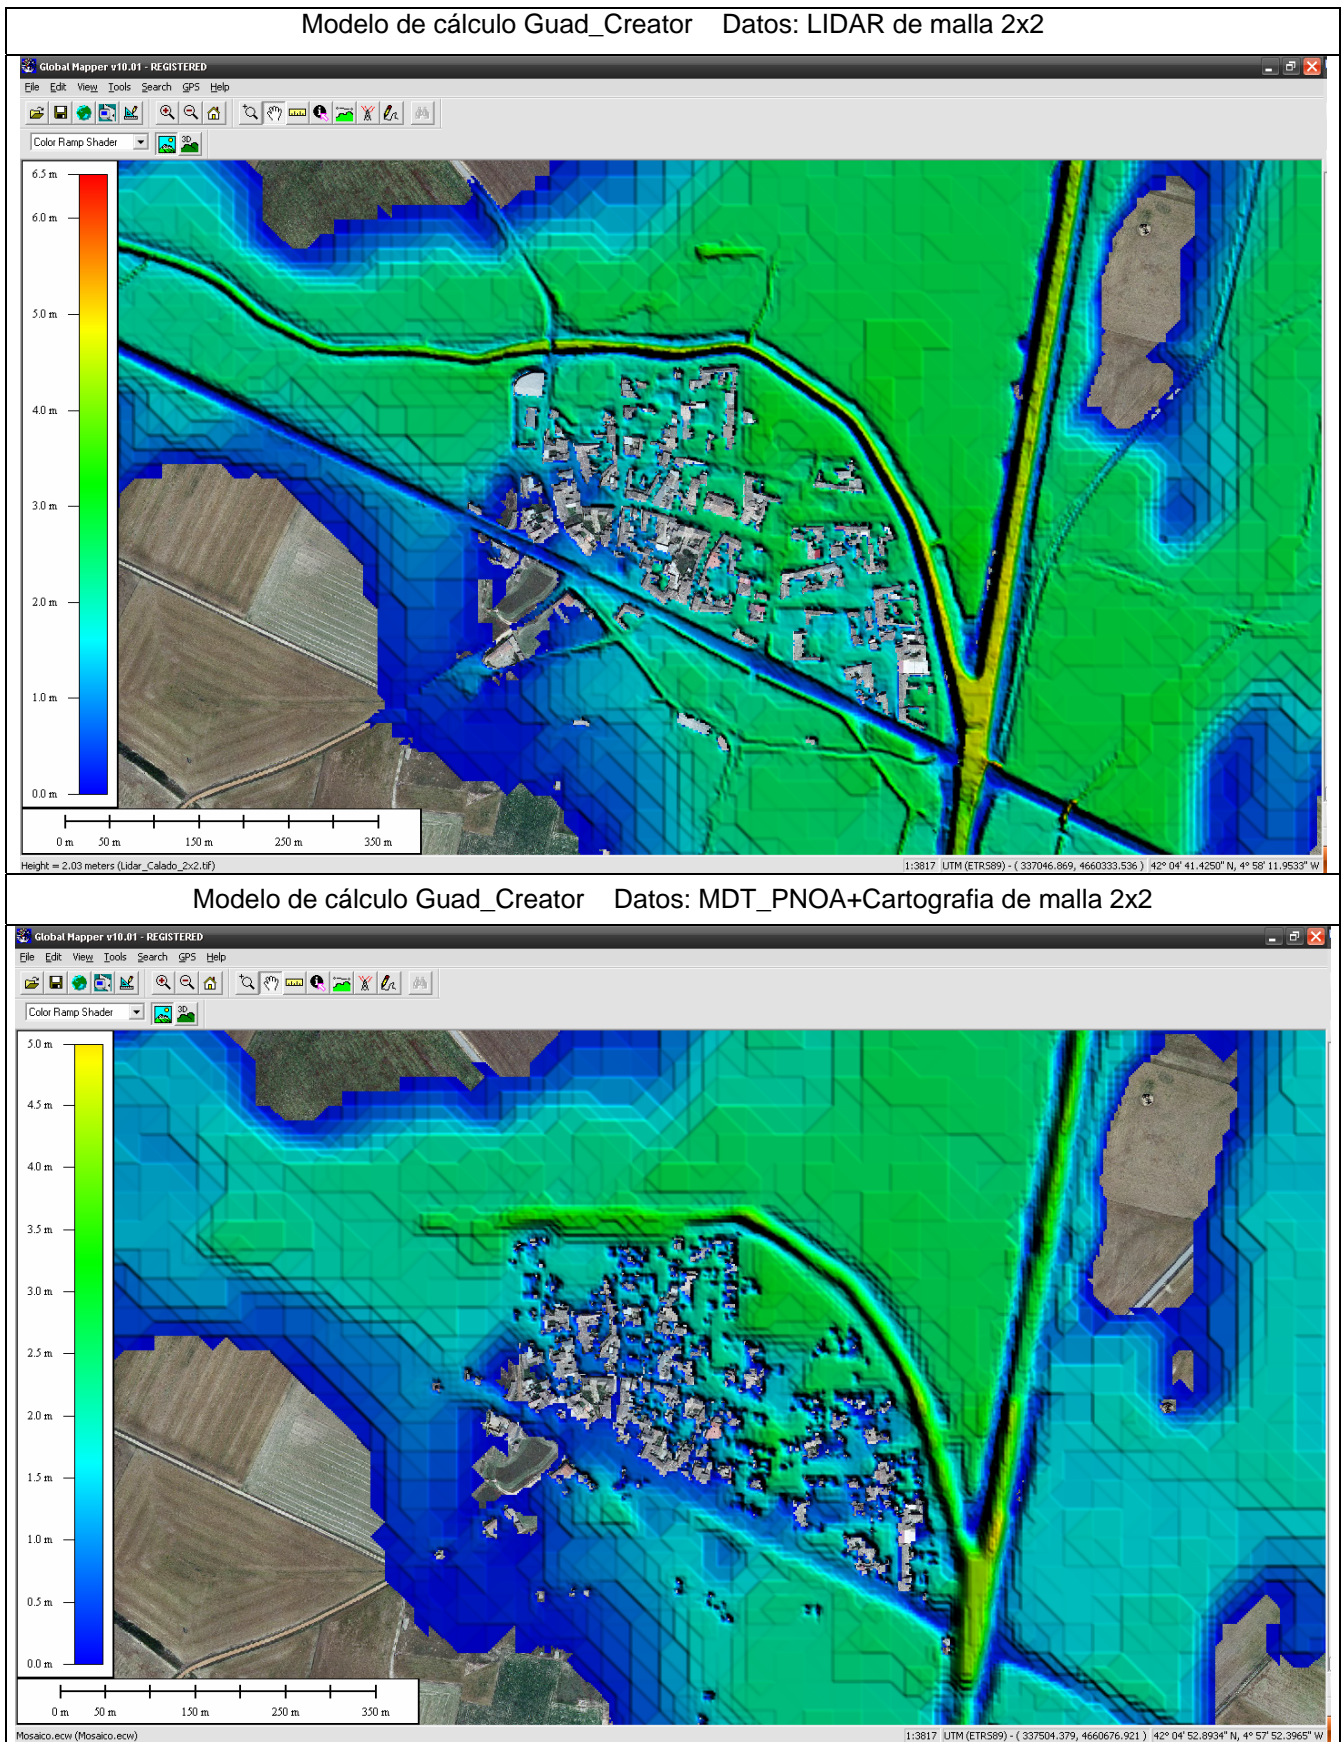 Modelo de cálculo Guad_Creator    Datos: LIDAR de malla 2x2
Global Mapper v10.01 - REGISTERED
File Edit View Tools Search GPS Help
Color Ramp Shader
3D
6.5 m
6.0 m
5.0 m
4.0 m
3.0 m
2.0 m
1.0 m
0.0 m
0 m 50 m 150 m 250 m 350 m
Height = 2.03 meters (Lidar_Calado_2x2.tif)
1:3817 UTM (ETRS89) - ( 337046.869, 4660333.536 ) 42° 04' 41.4250" N, 4° 58' 11.9533" W
Modelo de cálculo Guad_Creator    Datos: MDT_PNOA+Cartografia de malla 2x2
Global Mapper v10.01 - REGISTERED
File Edit View Tools Search GPS Help
Color Ramp Shader
3D
5.0 m
4.5 m
4.0 m
3.5 m
3.0 m
2.5 m
2.0 m
1.5 m
1.0 m
0.5 m
0.0 m
0 m 50 m 150 m 250 m 350 m
Mosaico.ecw (Mosaico.ecw)
1:3817 UTM (ETRS89) - ( 337504.379, 4660676.921 ) 42° 04' 52.8934" N, 4° 57' 52.3965" W